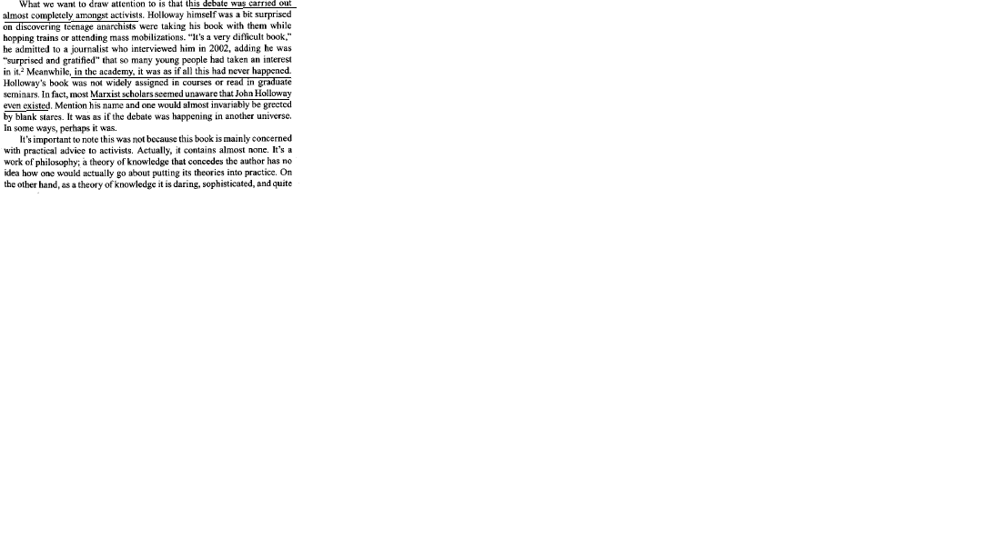 What we want to draw attention to is that this debate was carried out
almost completely amongst activists. Holloway himself was a bit surprised
on discovering teenage anarchists were taking his book with them while
hopping trains or attending mass mobilizations. “It’s a very difficult book,”
he admitted to a journalist who interviewed him in 2002, adding he was
“surprised and gratified” that so many young people had taken an interest
in it.² Meanwhile, in the academy, it was as if all this had never happened.
Holloway’s book was not widely assigned in courses or read in graduate
seminars. In fact, most Marxist scholars seemed unaware that John Holloway
even existed. Mention his name and one would almost invariably be greeted
by blank stares. It was as if the debate was happening in another universe.
In some ways, perhaps it was.
It’s important to note this was not because this book is mainly concerned
with practical advice to activists. Actually, it contains almost none. It’s a
work of philosophy; a theory of knowledge that concedes the author has no
idea how one would actually go about putting its theories into practice. On
the other hand, as a theory of knowledge it is daring, sophisticated, and quite